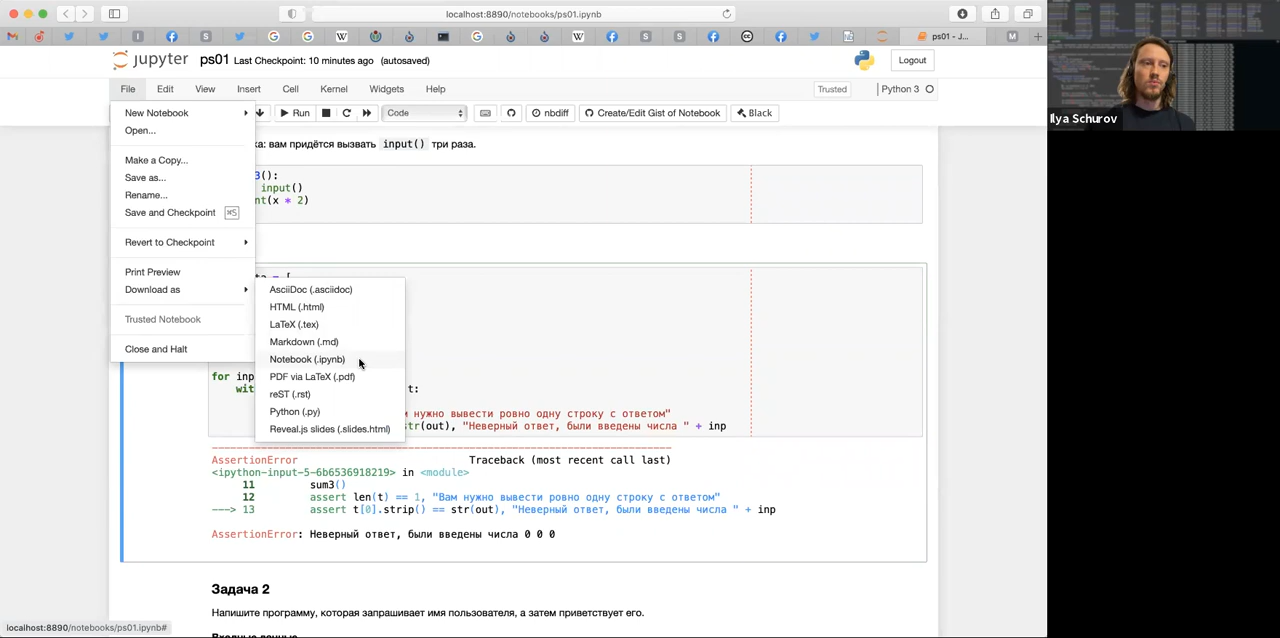 localhost:8890/notebooks/ps01.ipynb
ps01 - J...
jupyter ps01 Last Checkpoint: 10 minutes ago (autosaved)
Logout
File Edit View Insert Cell Kernel Widgets Help
Trusted
Python 3
Run
Code
nbdiff
Create/Edit Gist of Notebook
Black
New Notebook
Open...
Make a Copy...
Save as...
Rename...
Save and Checkpoint ⌘S
Revert to Checkpoint
Print Preview
Download as
Trusted Notebook
Close and Halt
AsciiDoc (.asciidoc)
HTML (.html)
LaTeX (.tex)
Markdown (.md)
Notebook (.ipynb)
PDF via LaTeX (.pdf)
reST (.rst)
Python (.py)
Reveal.js slides (.slides.html)
вам придётся вызвать input() три раза.
3():
input()
nt(x * 2)
= [
for inp
t:
нужно вывести ровно одну строку с ответом"
str(out), "Неверный ответ, были введены числа " + inp
AssertionError Traceback (most recent call last)
<ipython-input-5-6b6536918219> in <module>
11 sum3()
12 assert len(t) == 1, "Вам нужно вывести ровно одну строку с ответом"
---> 13 assert t[0].strip() == str(out), "Неверный ответ, были введены числа " + inp
AssertionError: Неверный ответ, были введены числа 0 0 0
Задача 2
Напишите программу, которая запрашивает имя пользователя, а затем приветствует его.
Входные данные
localhost:8890/notebooks/ps01.ipynb#
Ilya Schurov